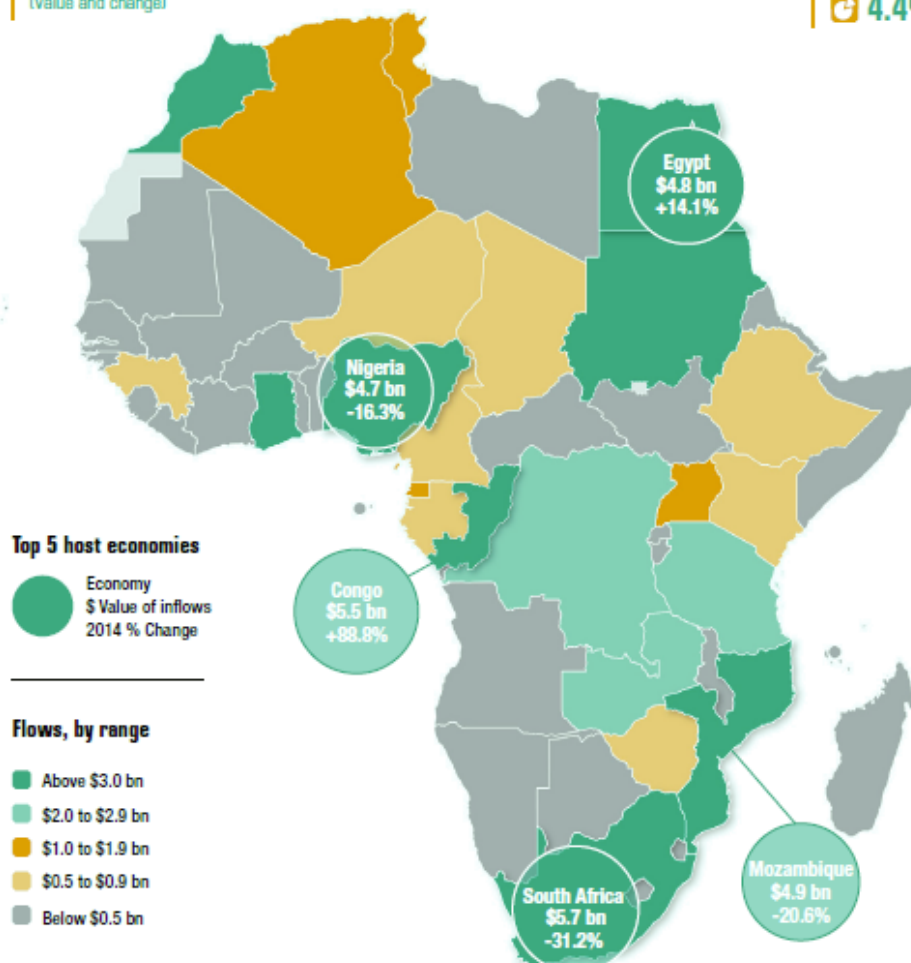 (Value and change)
4.4
Egypt
$4.8 bn
+14.1%
Nigeria
$4.7 bn
-16.3%
Top 5 host economies
Economy
$ Value of inflows
2014 % Change
Congo
$5.5 bn
+88.8%
Flows, by range
Above $3.0 bn
$2.0 to $2.9 bn
$1.0 to $1.9 bn
$0.5 to $0.9 bn
Below $0.5 bn
South Africa
$5.7 bn
-31.2%
Mozambique
$4.9 bn
-20.6%